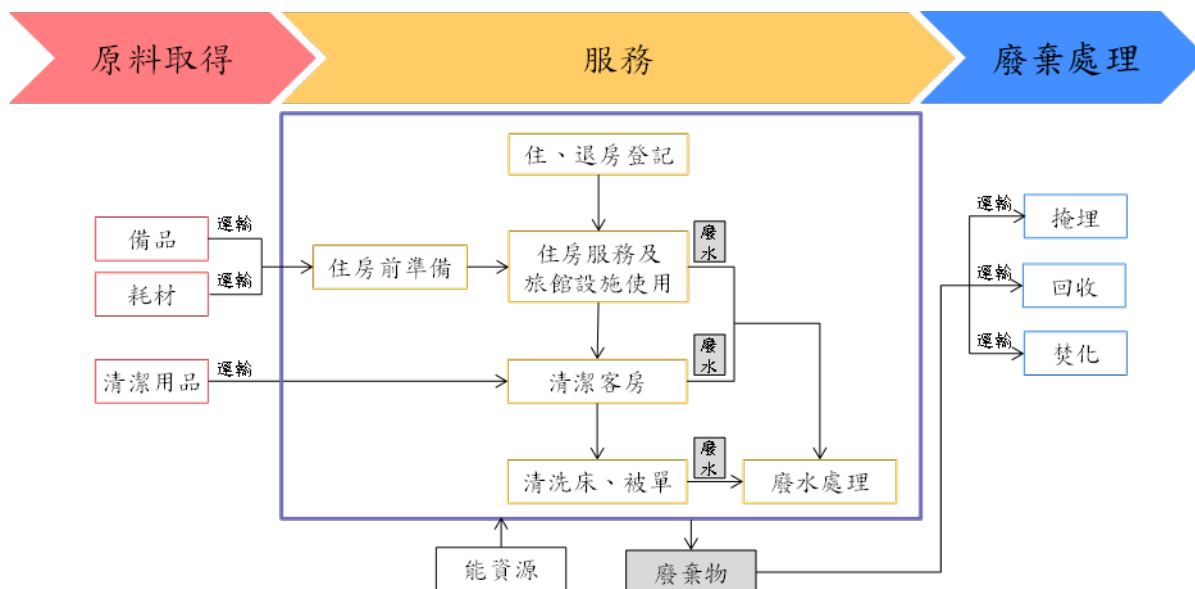 原料取得
服務
廢棄處理
住、退房登記
備品
運輸
耗材
運輸
住房前準備
住房服務及
旅館設施使用
廢
水
清潔用品
運輸
清潔客房
廢
水
清洗床、被單
廢
水
廢水處理
能資源
廢棄物
運輸
掩埋
運輸
回收
運輸
焚化